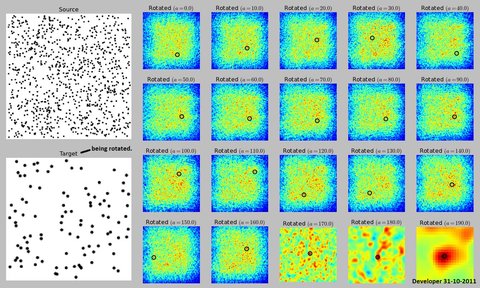 Source
Target
being rotated.
Rotated (a=0.0)
Rotated (a=10.0)
Rotated (a=20.0)
Rotated (a=30.0)
Rotated (a=40.0)
Rotated (a=50.0)
Rotated (a=60.0)
Rotated (a=70.0)
Rotated (a=80.0)
Rotated (a=90.0)
Rotated (a=100.0)
Rotated (a=110.0)
Rotated (a=120.0)
Rotated (a=130.0)
Rotated (a=140.0)
Rotated (a=150.0)
Rotated (a=160.0)
Rotated (a=170.0)
Rotated (a=180.0)
Rotated (a=190.0)
Developer 31-10-2011